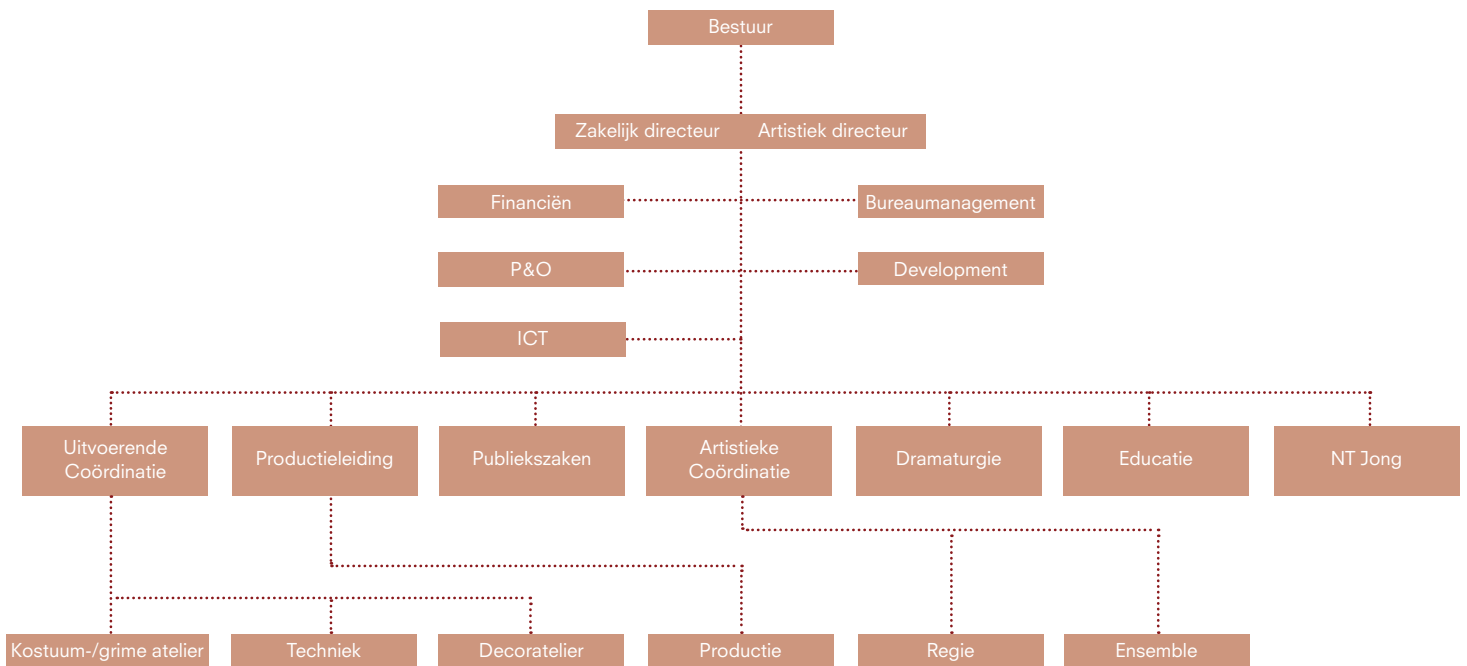 Bestuur
Zakelijk directeur Artistiek directeur
Financiën
Bureaumanagement
P&O
Development
ICT
Uitvoerende
Coördinatie
Productieleiding
Publiekszaken
Artistieke
Coördinatie
Dramaturgie
Educatie
NT Jong
Kostuum-/grime atelier
Techniek
Decoratelier
Productie
Regie
Ensemble